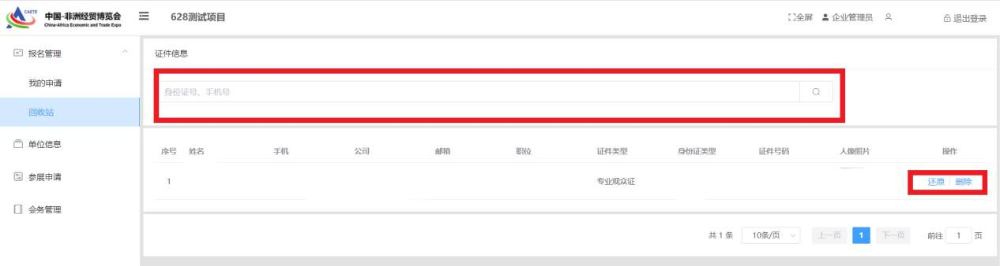 CAETE
中国-非洲经贸博览会
China-Africa Economic and Trade Expo
628测试项目
全屏
企业管理员
退出登录
报名管理
我的申请
回收站
单位信息
参展申请
会务管理
证件信息
身份证号、手机号
序号 姓名 手机 公司 邮箱 职位 证件类型 身份证类型 证件号码 人像照片 操作
1 专业观众证 还原 删除
共 1 条 10条/页 上一页 1 下一页 前往 1 页